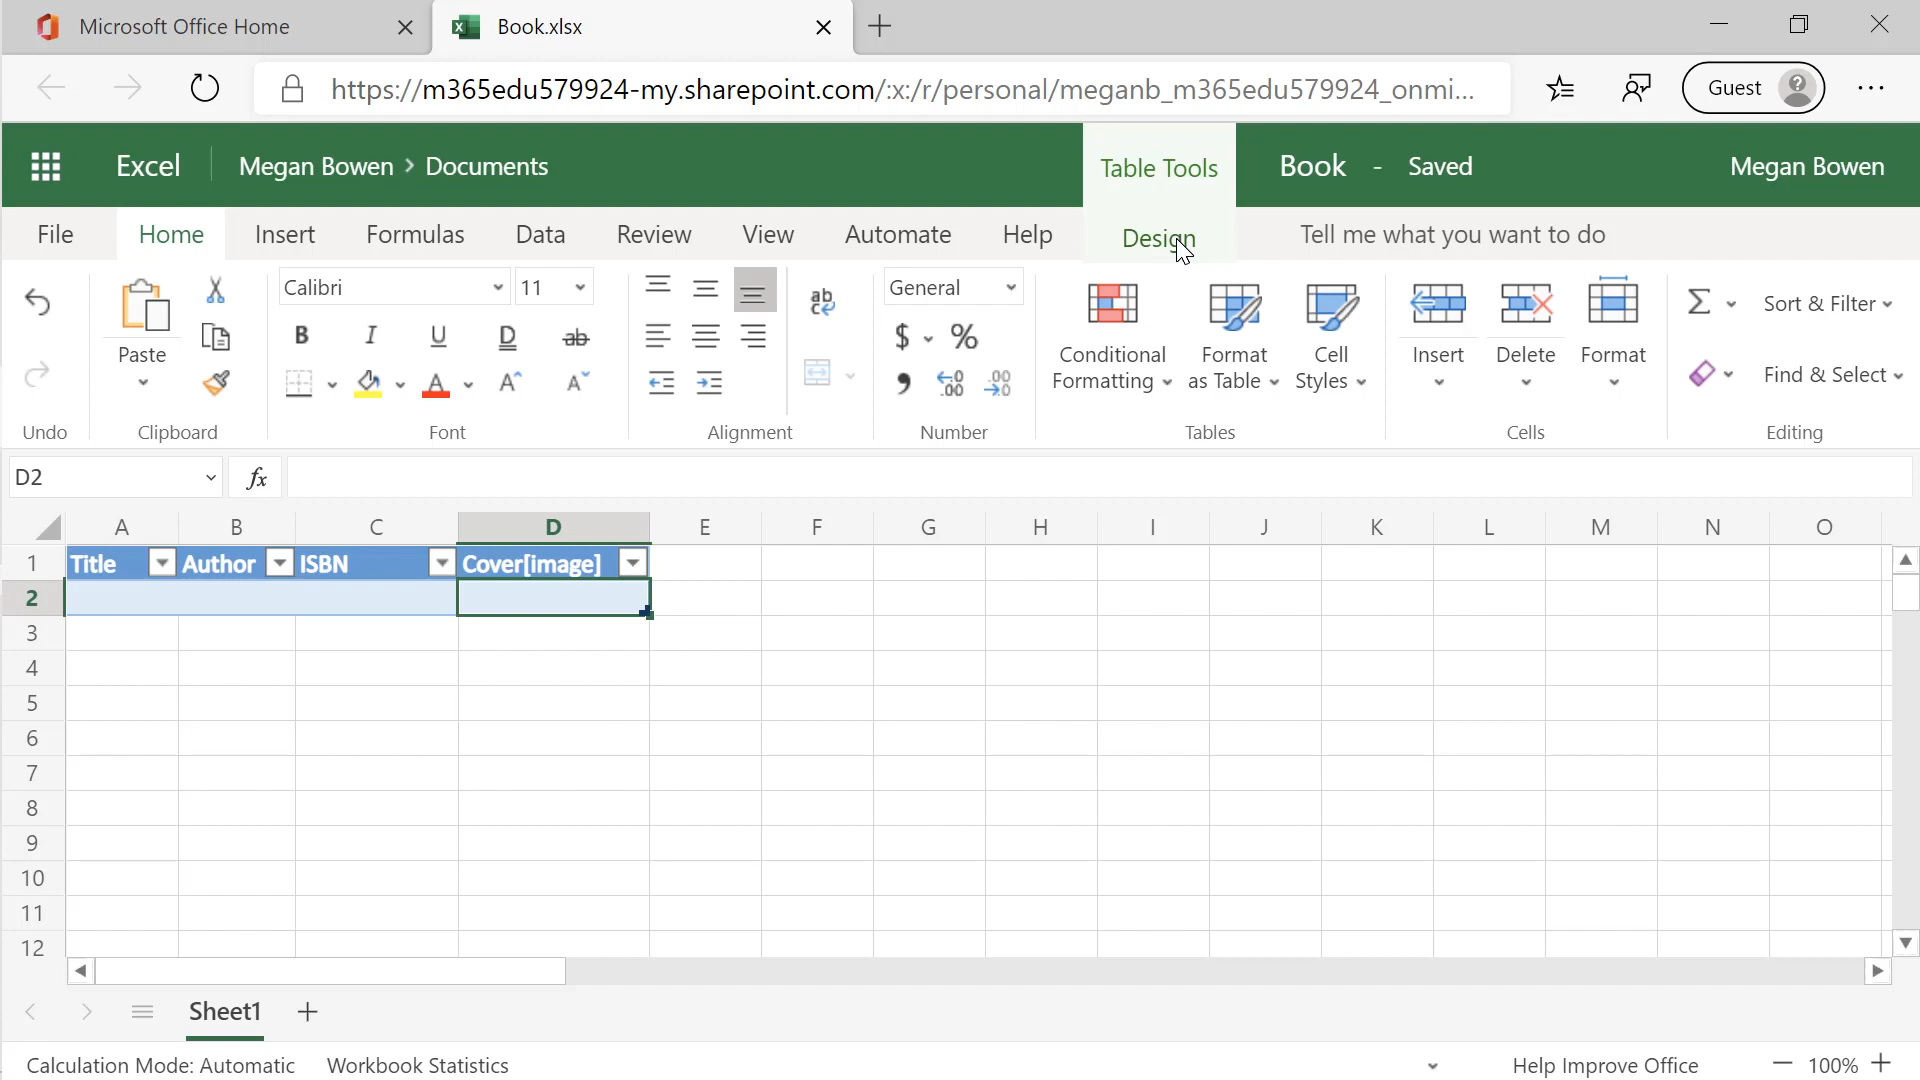 Microsoft Office Home
Book.xlsx
https://m365edu579924-my.sharepoint.com/:x:/r/personal/meganb_m365edu579924_onmi...
Guest
Excel
Megan Bowen > Documents
Table Tools
Book - Saved
Megan Bowen
File
Home
Insert
Formulas
Data
Review
View
Automate
Help
Design
Tell me what you want to do
Paste
Calibri
11
B
I
U
D
ab
A
A
A
ab
General
$
%
Conditional
Formatting
Format
as Table
Cell
Styles
Insert
Delete
Format
Σ
Sort & Filter
Find & Select
Undo
Clipboard
Font
Alignment
Number
Tables
Cells
Editing
D2
fx
A B C D E F G H I J K L M N O
1 Title Author ISBN Cover[image]
2
3
4
5
6
7
8
9
10
11
12
Sheet1
Calculation Mode: Automatic
Workbook Statistics
Help Improve Office
100%